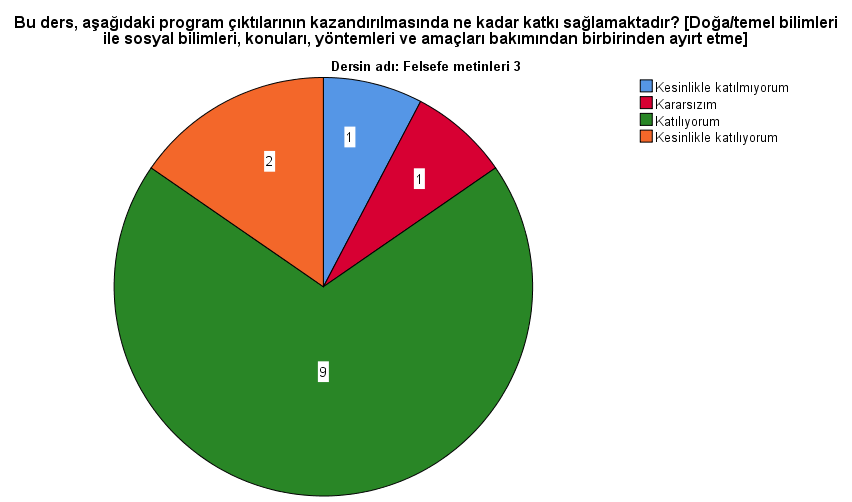 Bu ders, aşağıdaki program çıktılarının kazandırılmasında ne kadar katkı sağlamaktadır? [Doğa/temel bilimleri
ile sosyal bilimleri, konuları, yöntemleri ve amaçları bakımından birbirinden ayırt etme]
Dersin adı: Felsefe metinleri 3
Kesinlikle katılmıyorum
Kararsızım
Katılıyorum
Kesinlikle katılıyorum
1
2
1
9